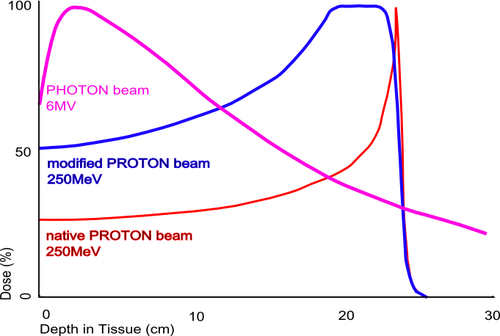 100
PHOTON beam
6MV
50
modified PROTON beam
250MeV
native PROTON beam
250MeV
Dose (%)
0
0 10 20 30
Depth in Tissue (cm)